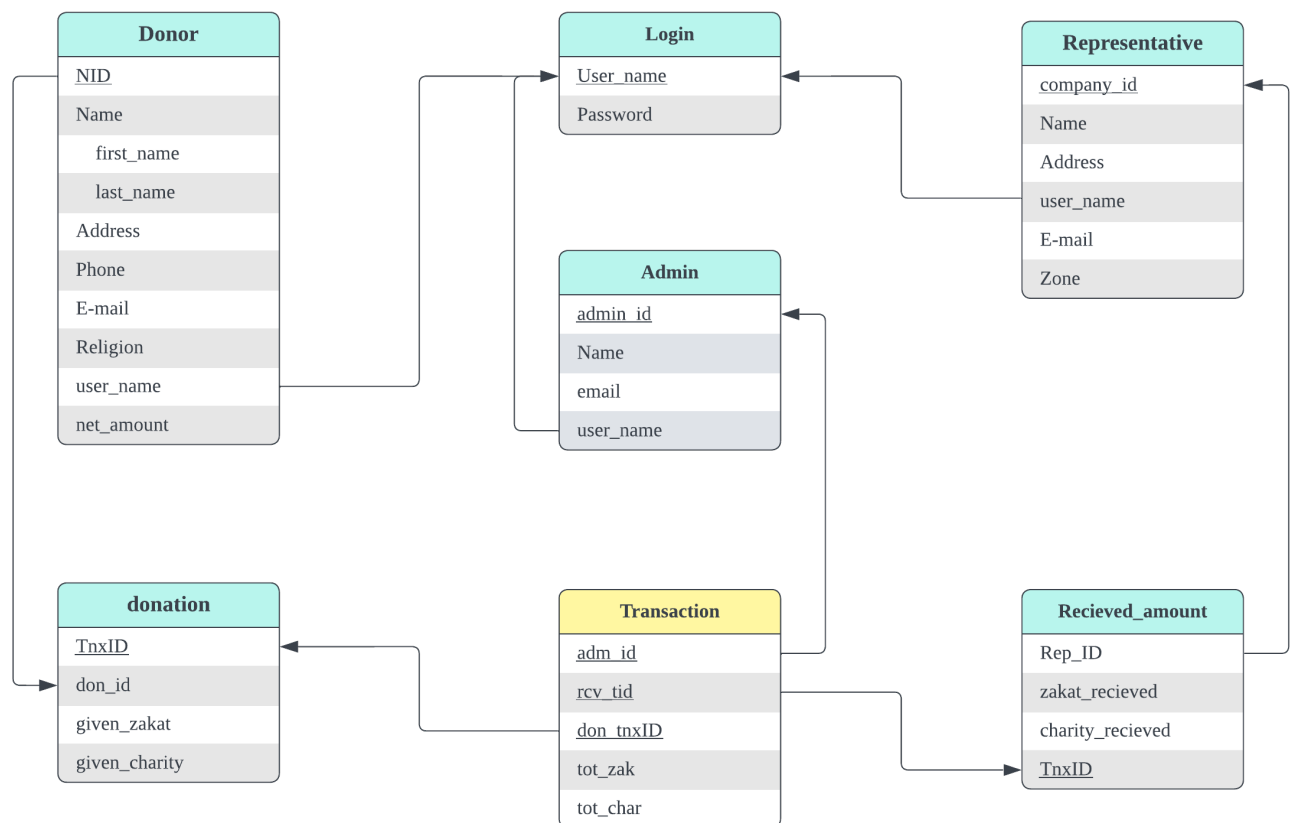 Donor
NID
Name
first_name
last_name
Address
Phone
E-mail
Religion
user_name
net_amount
Login
User_name
Password
Representative
company_id
Name
Address
user_name
E-mail
Zone
Admin
admin_id
Name
email
user_name
donation
TnxID
don_id
given_zakat
given_charity
Transaction
adm_id
rcv_tid
don_tnxID
tot_zak
tot_char
Recieved_amount
Rep_ID
zakat_recieved
charity_recieved
TnxID